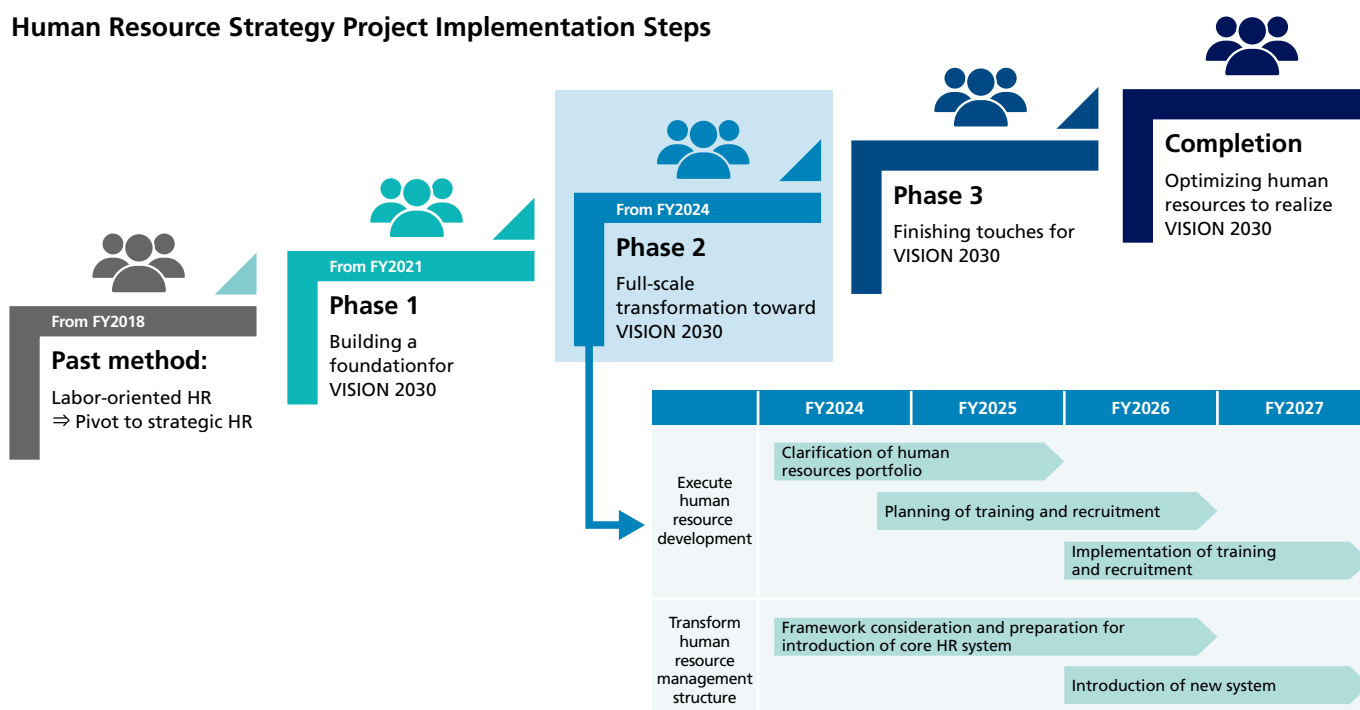 Human Resource Strategy Project Implementation Steps
From FY2018
Past method:
Labor-oriented HR
⇒ Pivot to strategic HR
From FY2021
Phase 1
Building a
foundationfor
VISION 2030
From FY2024
Phase 2
Full-scale
transformation toward
VISION 2030
Phase 3
Finishing touches for
VISION 2030
Completion
Optimizing human
resources to realize
VISION 2030
FY2024
FY2025
FY2026
FY2027
Execute
human
resource
development
Clarification of human
resources portfolio
Planning of training and recruitment
Implementation of training
and recruitment
Transform
human
resource
management
structure
Framework consideration and preparation for
introduction of core HR system
Introduction of new system